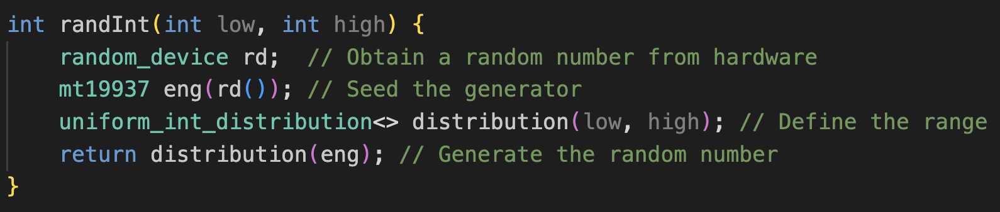 int randInt(int low, int high) {
    random_device rd;  // Obtain a random number from hardware
    mt19937 eng(rd()); // Seed the generator
    uniform_int_distribution<> distribution(low, high); // Define the range
    return distribution(eng); // Generate the random number
}